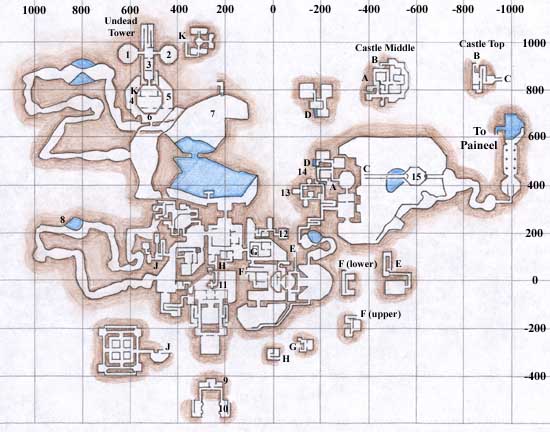 1000 800 600 400 200 0 -200 -400 -600 -800 -1000
Undead
Tower
K
Castle Middle
Castle Top
1000
1 2
3
B
A
B
C
K
4
5
6
7
D
800
To
Paineel
600
D
14
13
A
C
15
400
8
12
200
J
H
G
E
F
11
F (lower)
E
0
F (upper)
-200
J
H
G
9
-400
10